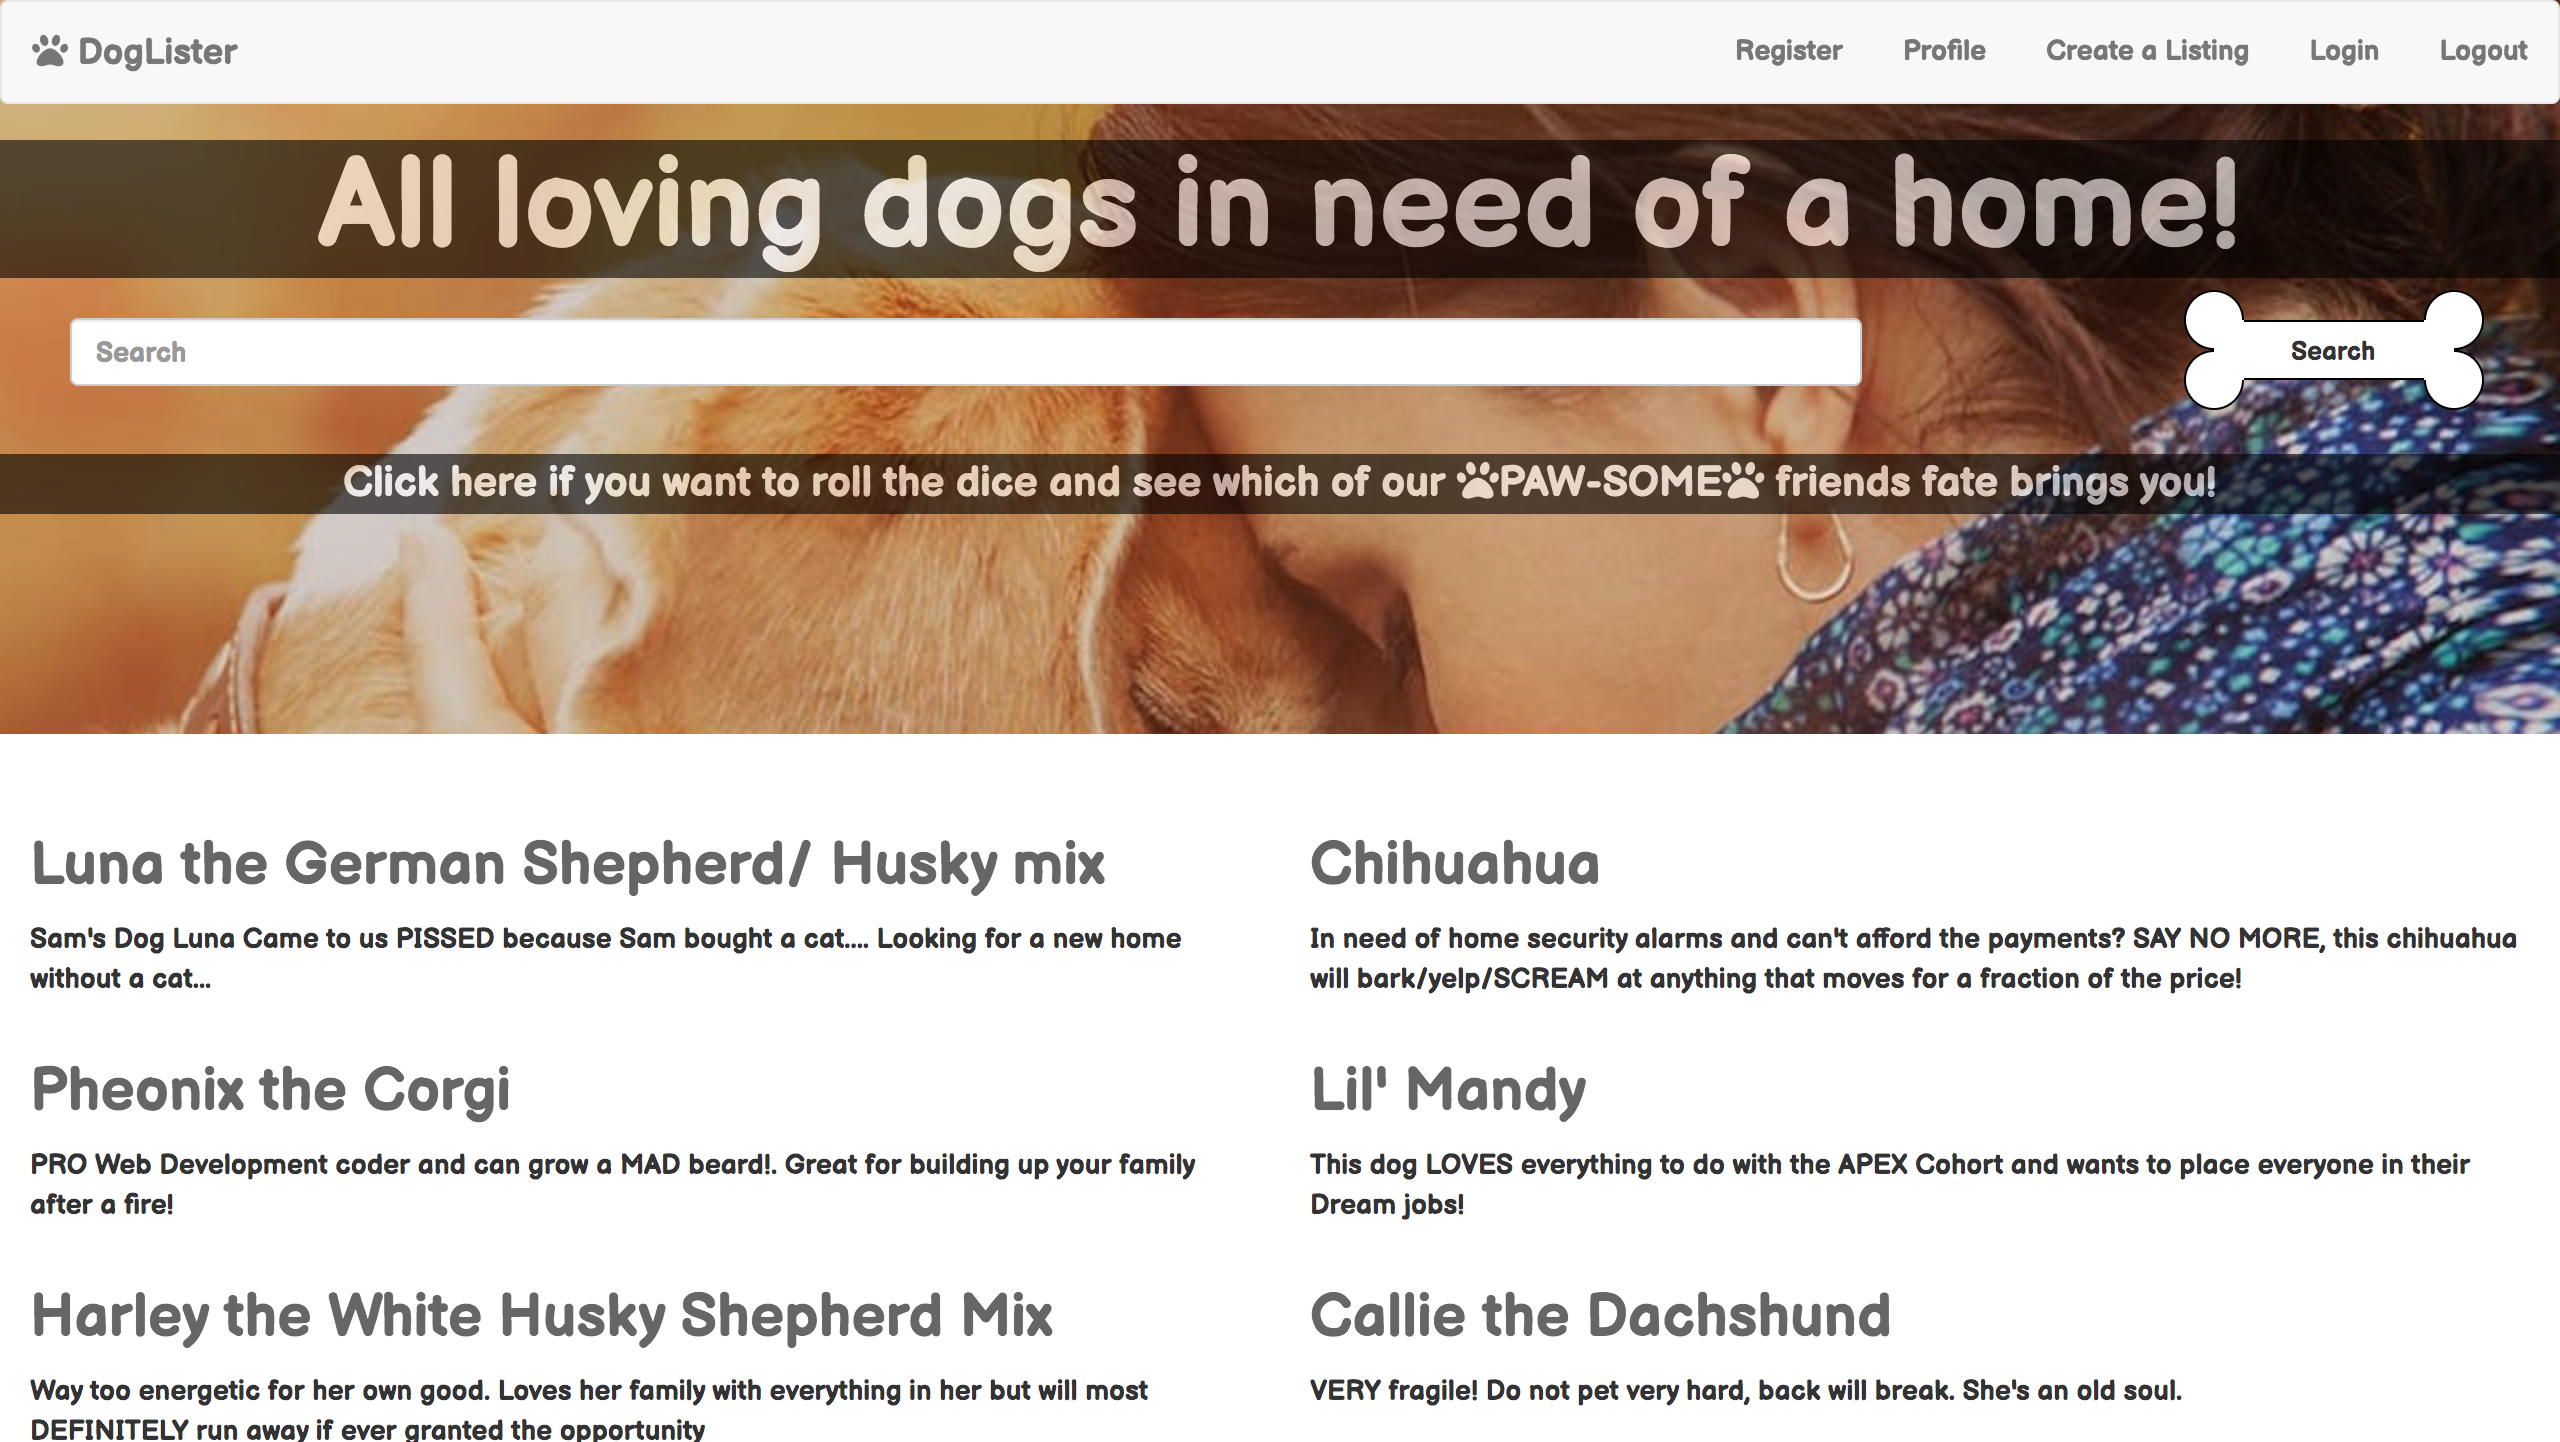 DogLister
Register Profile Create a Listing Login Logout
All loving dogs in need of a home!
Search
Search
Click here if you want to roll the dice and see which of our PAW-SOME friends fate brings you!
Luna the German Shepherd/ Husky mix
Sam's Dog Luna Came to us PISSED because Sam bought a cat.... Looking for a new home
without a cat...
Chihuahua
In need of home security alarms and can't afford the payments? SAY NO MORE, this chihuahua
will bark/yelp/SCREAM at anything that moves for a fraction of the price!
Pheonix the Corgi
PRO Web Development coder and can grow a MAD beard!. Great for building up your family
after a fire!
Lil' Mandy
This dog LOVES everything to do with the APEX Cohort and wants to place everyone in their
Dream jobs!
Harley the White Husky Shepherd Mix
Way too energetic for her own good. Loves her family with everything in her but will most
DEFINITELY run away if ever granted the opportunity
Callie the Dachshund
VERY fragile! Do not pet very hard, back will break. She's an old soul.